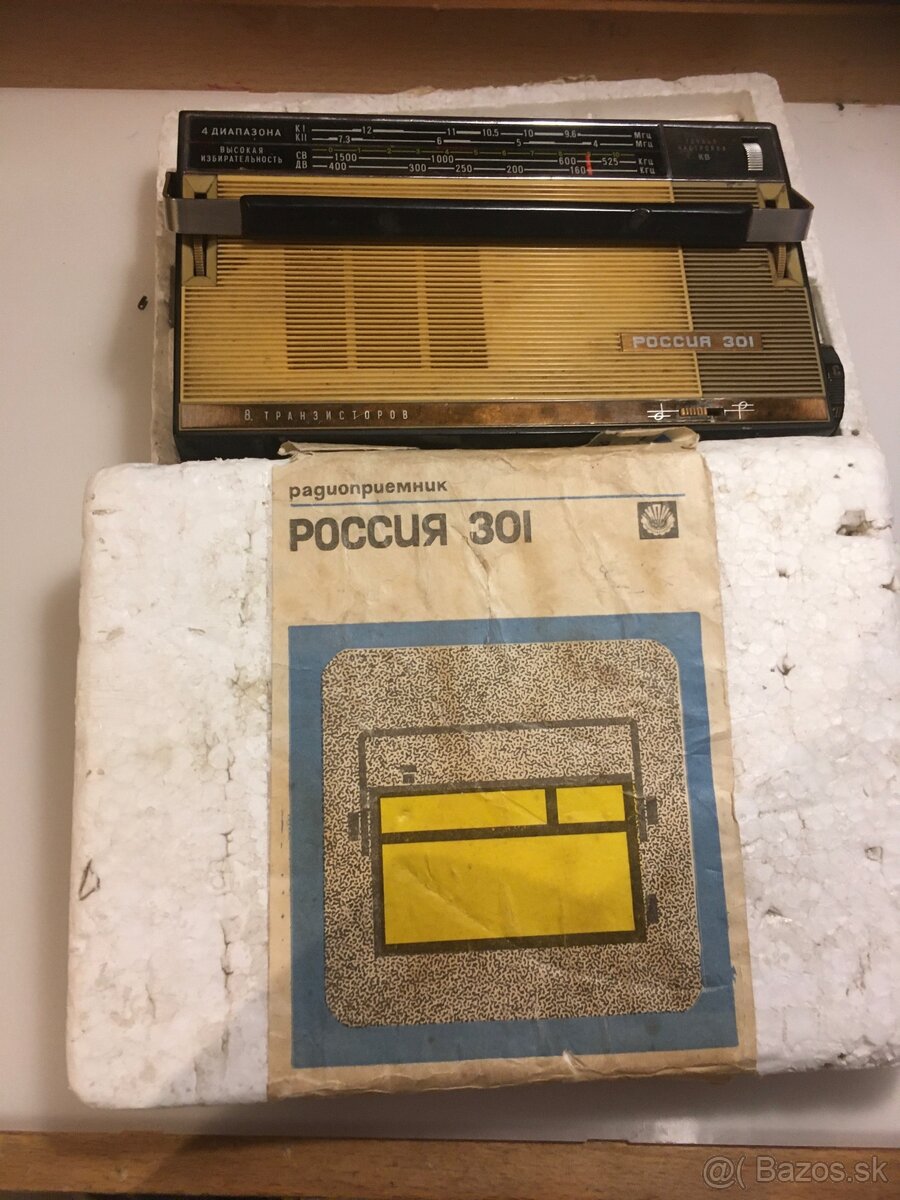 4 ДИАПАЗОНА
ВЫСОКАЯ
ИЗБИРАТЕЛЬНОСТЬ
КI 12 11 10.5 10 9.6 Мгц
КII 7.3 6 5 4 Мгц
СВ 1500 1000 600 525 Кгц
ДВ 400 300 250 200 160 Кгц
КВ
РОССИЯ 301
8 ТРАНЗИСТОРОВ
радиоприемник
РОССИЯ 301
@( Bazos.sk